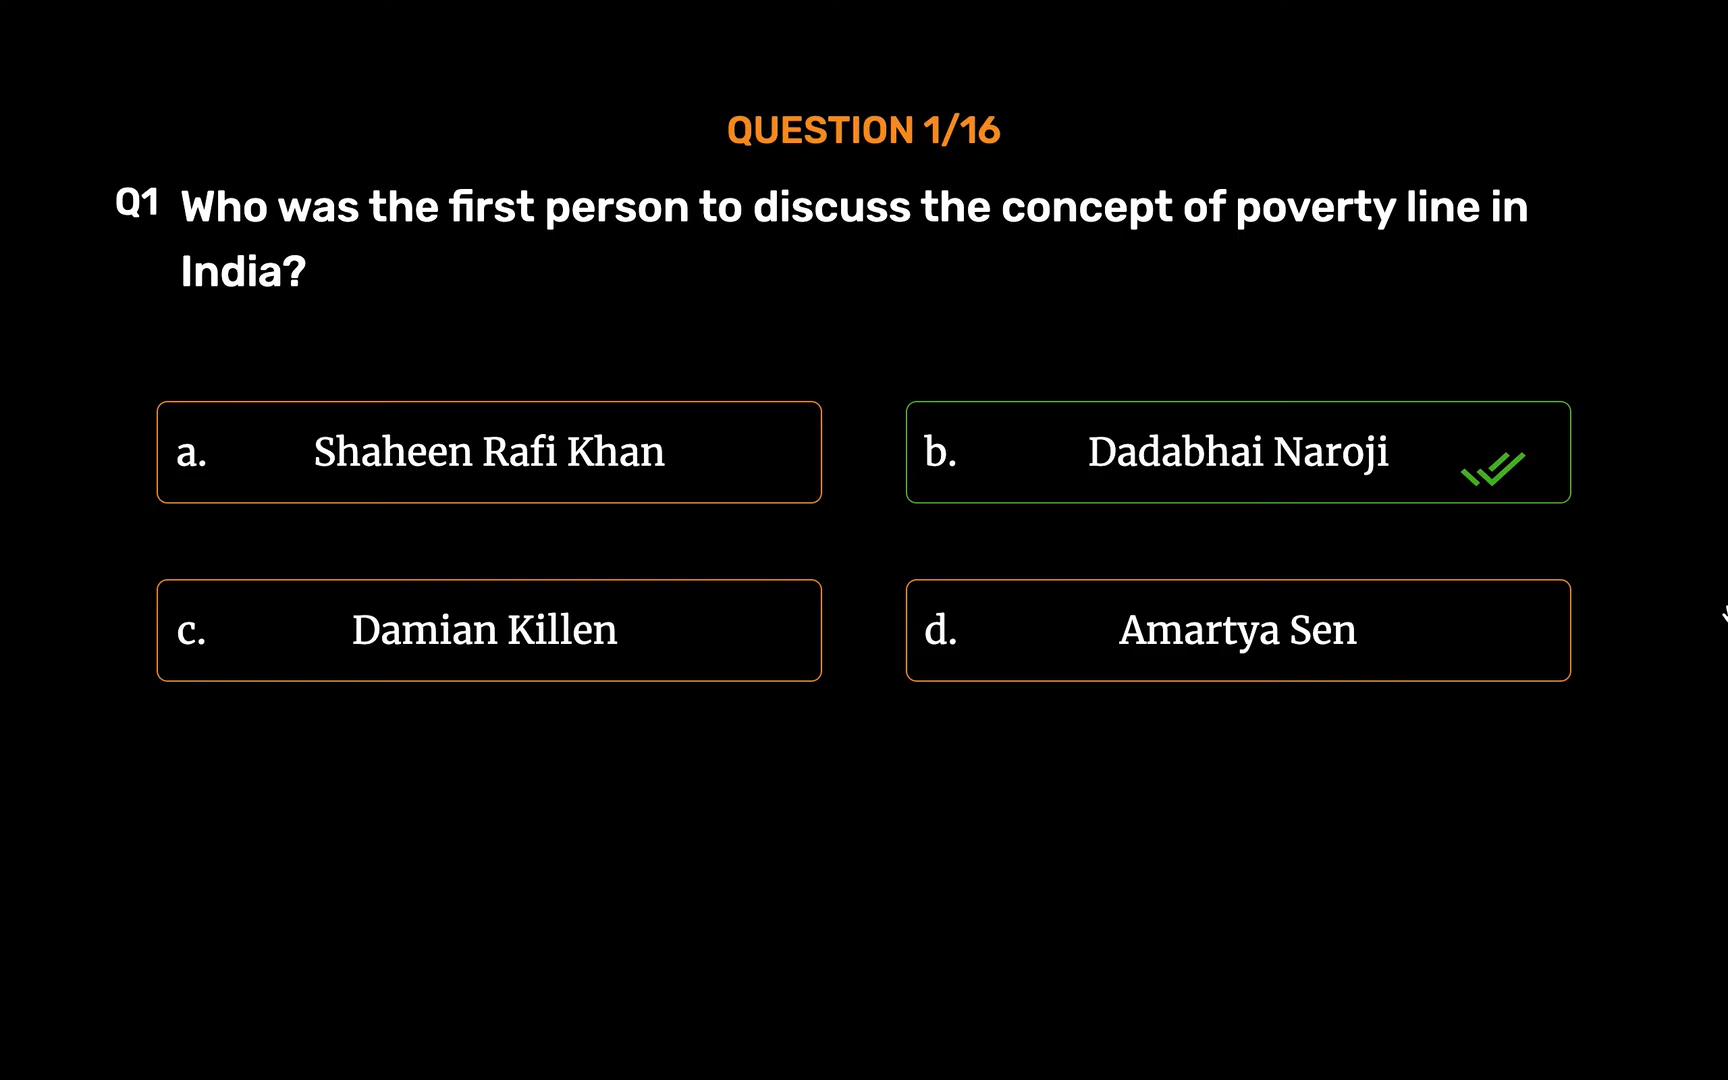 QUESTION 1/16
Q1 Who was the first person to discuss the concept of poverty line in
India?
a. Shaheen Rafi Khan
b. Dadabhai Naroji
c. Damian Killen
d. Amartya Sen